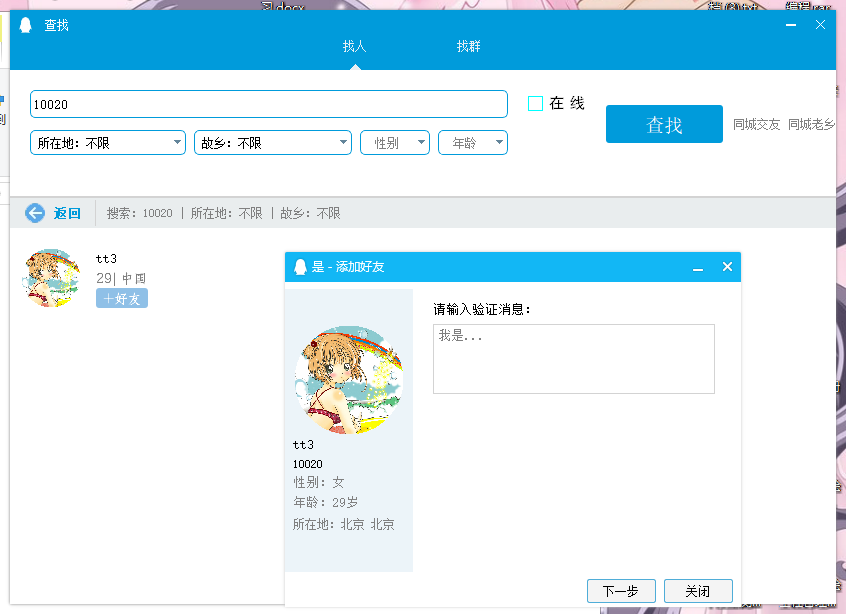 习.docx
查找
找人
找群
10020
在 线
查找
同城交友 同城老乡
所在地：不限
故乡：不限
性别
年龄
返回
搜索：10020 | 所在地：不限 | 故乡：不限
tt3
29| 中国
+好友
是 - 添加好友
请输入验证消息：
我是...
tt3
10020
性别：女
年龄：29岁
所在地：北京 北京
下一步
关闭